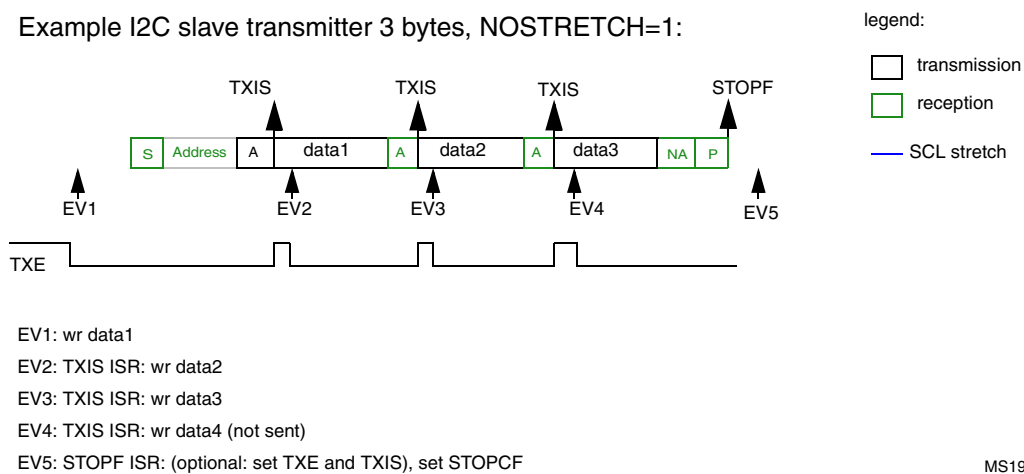 Example I2C slave transmitter 3 bytes, NOSTRETCH=1:
legend:
transmission
reception
SCL stretch
TXIS TXIS TXIS STOPF
S Address A data1 A data2 A data3 NA P
EV1 EV2 EV3 EV4 EV5
TXE
EV1: wr data1
EV2: TXIS ISR: wr data2
EV3: TXIS ISR: wr data3
EV4: TXIS ISR: wr data4 (not sent)
EV5: STOPF ISR: (optional: set TXE and TXIS), set STOPCF
MS19